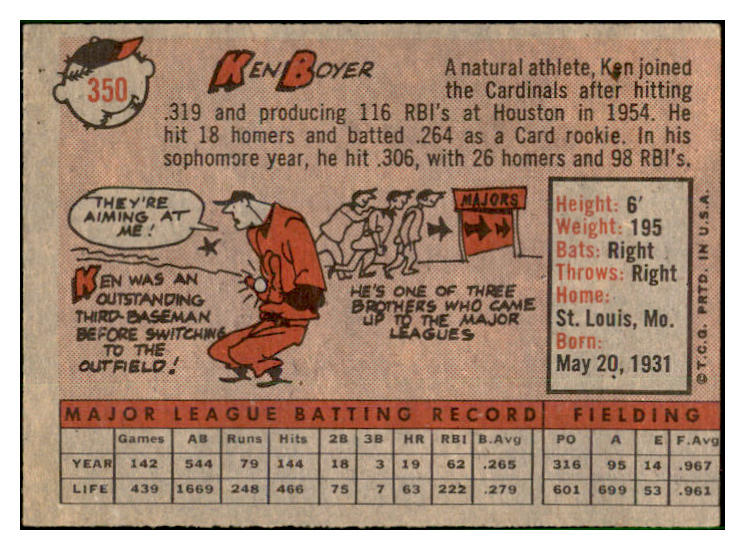 350
KEN BOYER
A natural athlete, Ken joined
the Cardinals after hitting
.319 and producing 116 RBI's at Houston in 1954. He
hit 18 homers and batted .264 as a Card rookie. In his
sophomore year, he hit .306, with 26 homers and 98 RBI's.
THEY'RE
AIMING AT
ME!
KEN WAS AN
OUTSTANDING
THIRD-BASEMAN
BEFORE SWITCHING
TO THE
OUTFIELD!
MAJORS
HE'S ONE OF THREE
BROTHERS WHO CAME
UP TO THE MAJOR
LEAGUES
Height: 6'
Weight: 195
Bats: Right
Throws: Right
Home:
St. Louis, Mo.
Born:
May 20, 1931
©T.C.G. PRTD. IN U.S.A.
MAJOR LEAGUE BATTING RECORD FIELDING
Games AB Runs Hits 2B 3B HR RBI B.Avg PO A E F.Avg
YEAR 142 544 79 144 18 3 19 62 .265 316 95 14 .967
LIFE 439 1669 248 466 75 7 63 222 .279 601 699 53 .961